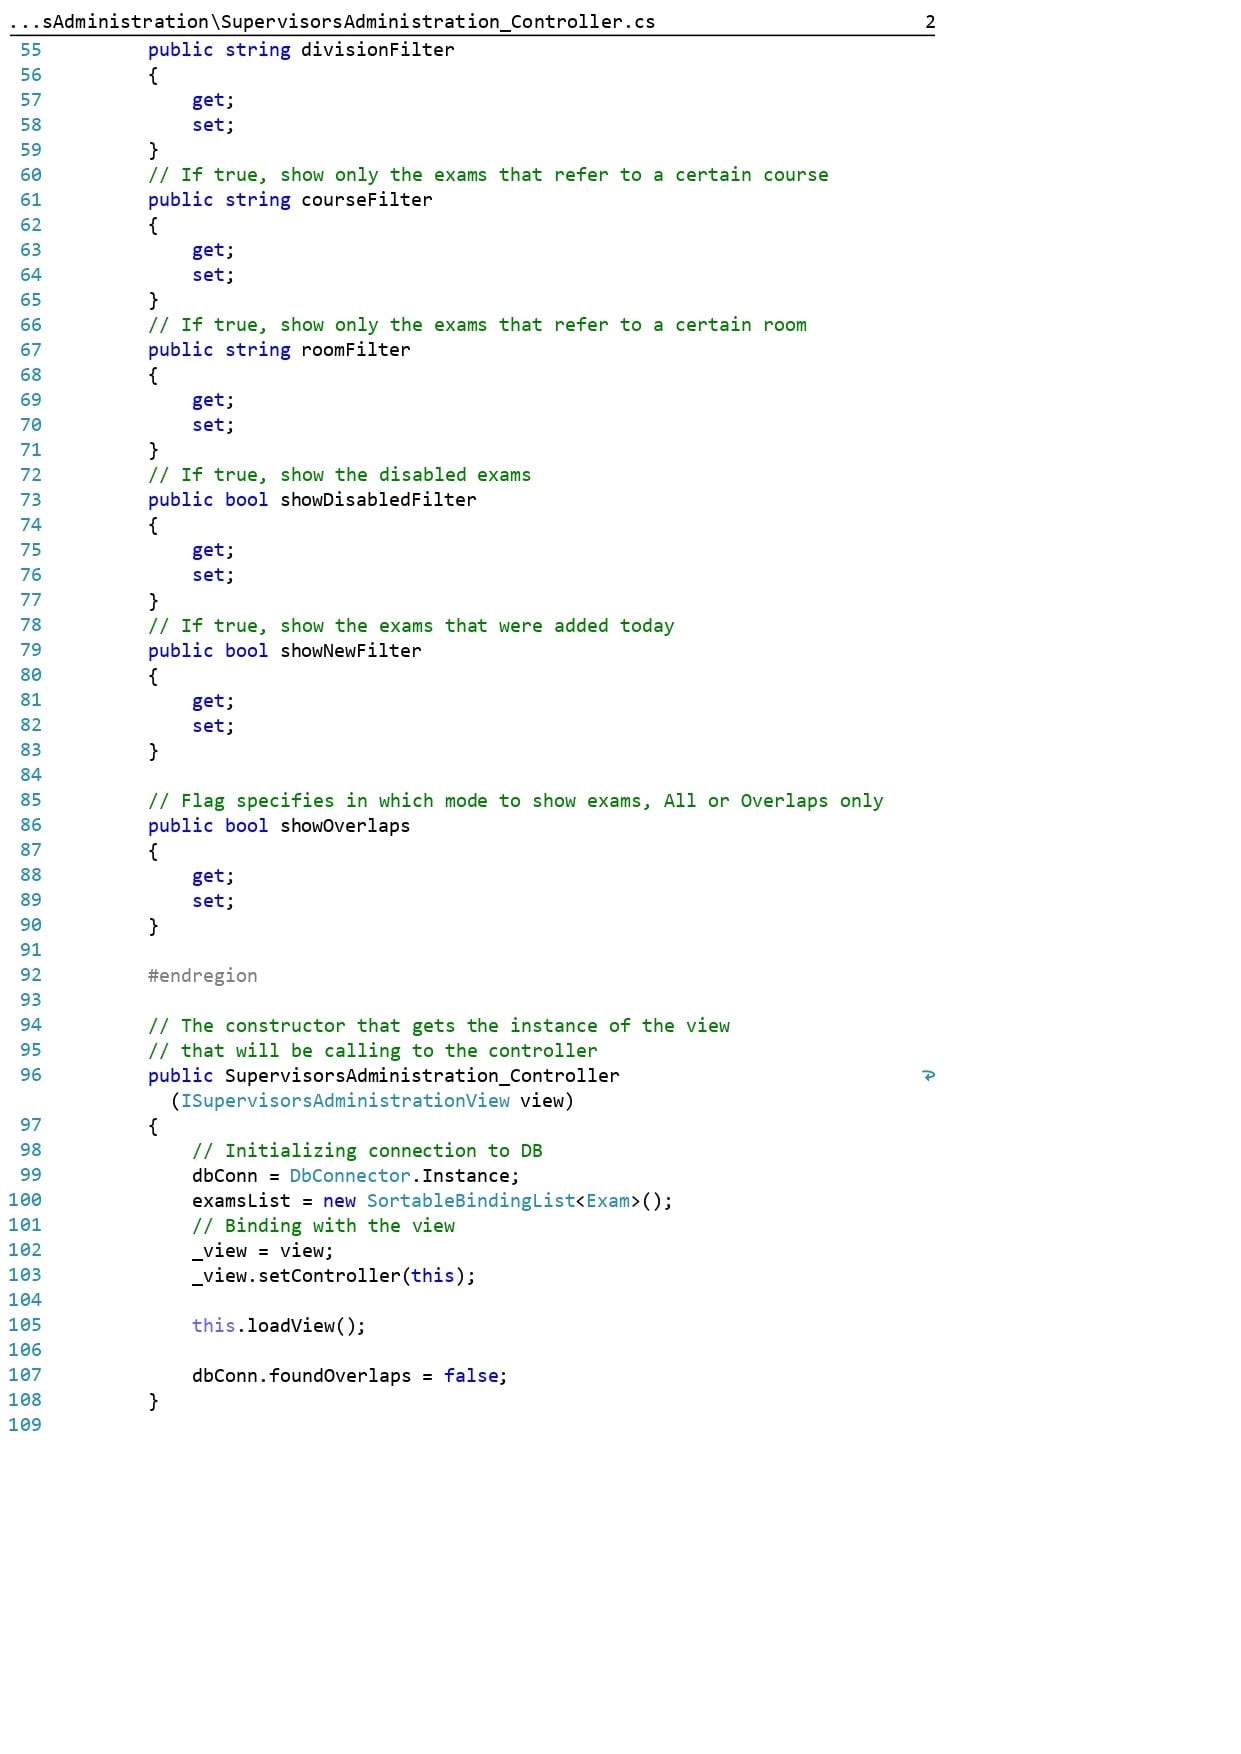 ...sAdministration\SupervisorsAdministration_Controller.cs 2
55 public string divisionFilter
56 {
57 get;
58 set;
59 }
60 // If true, show only the exams that refer to a certain course
61 public string courseFilter
62 {
63 get;
64 set;
65 }
66 // If true, show only the exams that refer to a certain room
67 public string roomFilter
68 {
69 get;
70 set;
71 }
72 // If true, show the disabled exams
73 public bool showDisabledFilter
74 {
75 get;
76 set;
77 }
78 // If true, show the exams that were added today
79 public bool showNewFilter
80 {
81 get;
82 set;
83 }
84
85 // Flag specifies in which mode to show exams, All or Overlaps only
86 public bool showOverlaps
87 {
88 get;
89 set;
90 }
91
92 #endregion
93
94 // The constructor that gets the instance of the view
95 // that will be calling to the controller
96 public SupervisorsAdministration_Controller
(ISupervisorsAdministrationView view)
97 {
98 // Initializing connection to DB
99 dbConn = DbConnector.Instance;
100 examsList = new SortableBindingList<Exam>();
101 // Binding with the view
102 _view = view;
103 _view.setController(this);
104
105 this.loadView();
106
107 dbConn.foundOverlaps = false;
108 }
109